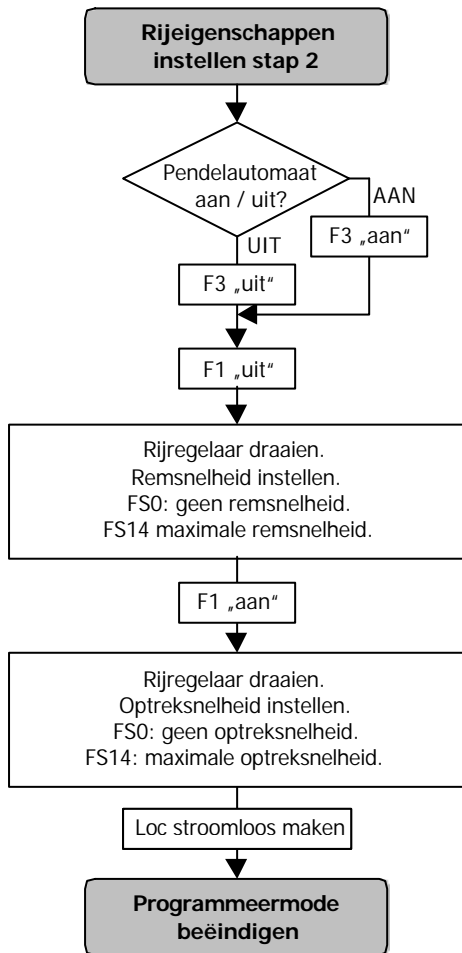 Rijeigenschappen
instellen stap 2
Pendelautomaat
aan / uit?
AAN
F3 „aan“
UIT
F3 „uit“
F1 „uit“
Rijregelaar draaien.
Remsnelheid instellen.
FS0: geen remsnelheid.
FS14 maximale remsnelheid.
F1 „aan“
Rijregelaar draaien.
Optreksnelheid instellen.
FS0: geen optreksnelheid.
FS14: maximale optreksnelheid.
Loc stroomloos maken
Programmeermode
beëindigen